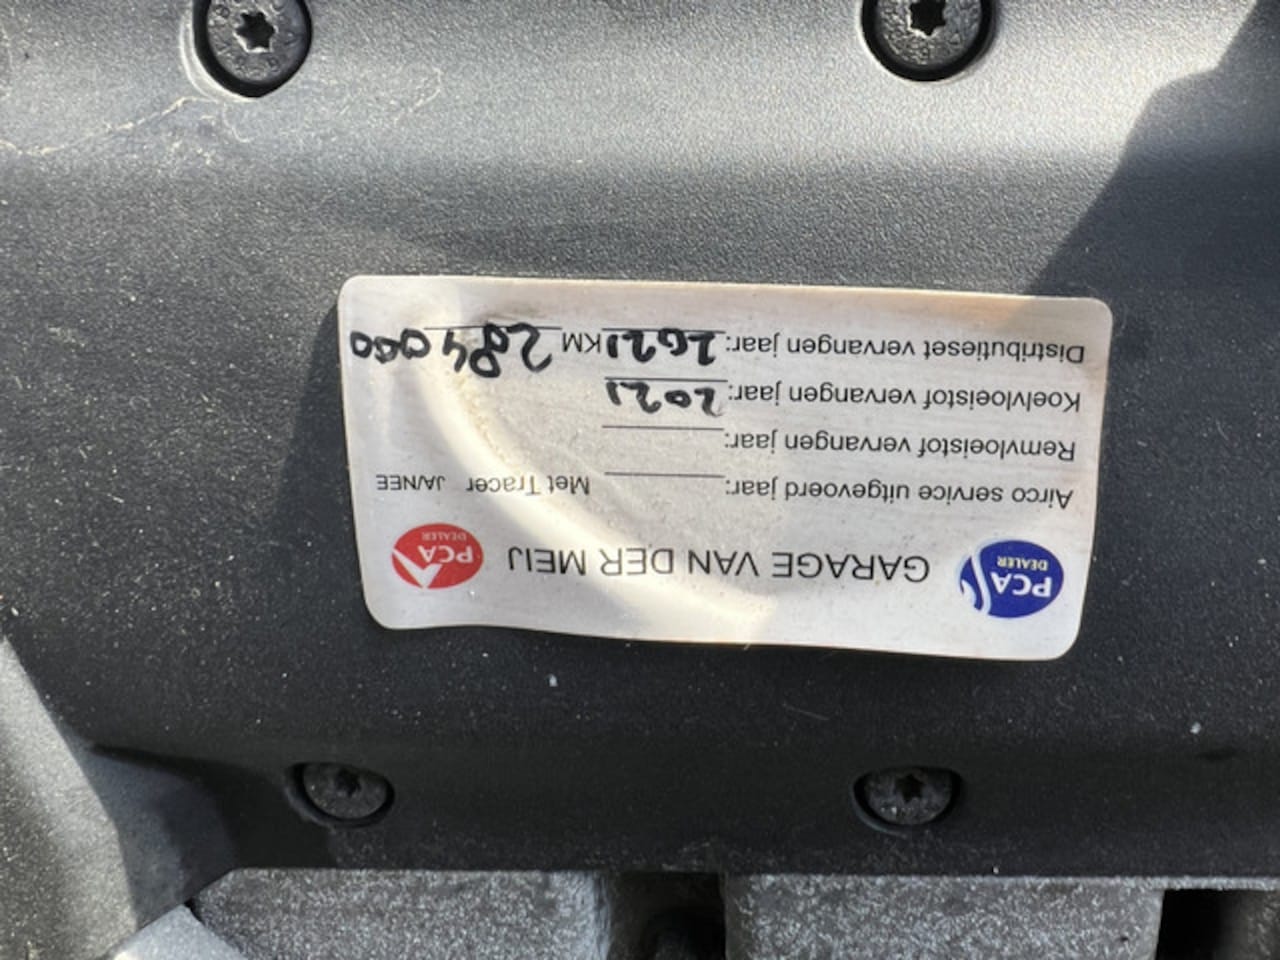 Distributieset vervangen jaar: 2021 KM 284000
Koelvloeistof vervangen jaar: 2021
Remvloeistof vervangen jaar:
Airco service uitgevoerd jaar: Met Tracer JA/NEE
PCA DEALER GARAGE VAN DER MEIJ PCA DEALER